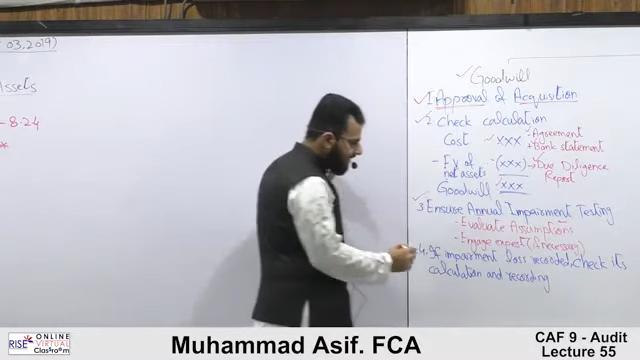 03,2019)
Assets
-8.24
*
Goodwill
1 Approval of Acquisition
2 Check calculation
Cost xxx - Agreement
+ Bank statement
- FV of (xxx) → Due Diligence
net assets Report
Goodwill xxx
3 Ensure Annual Impairment Testing
- Evaluate Assumptions
- Engage expert (if necessary)
4. If impairment loss recorded, check its
calculation and recording
RISE ONLINE VIRTUAL Classroom
Muhammad Asif. FCA
CAF 9 - Audit
Lecture 55